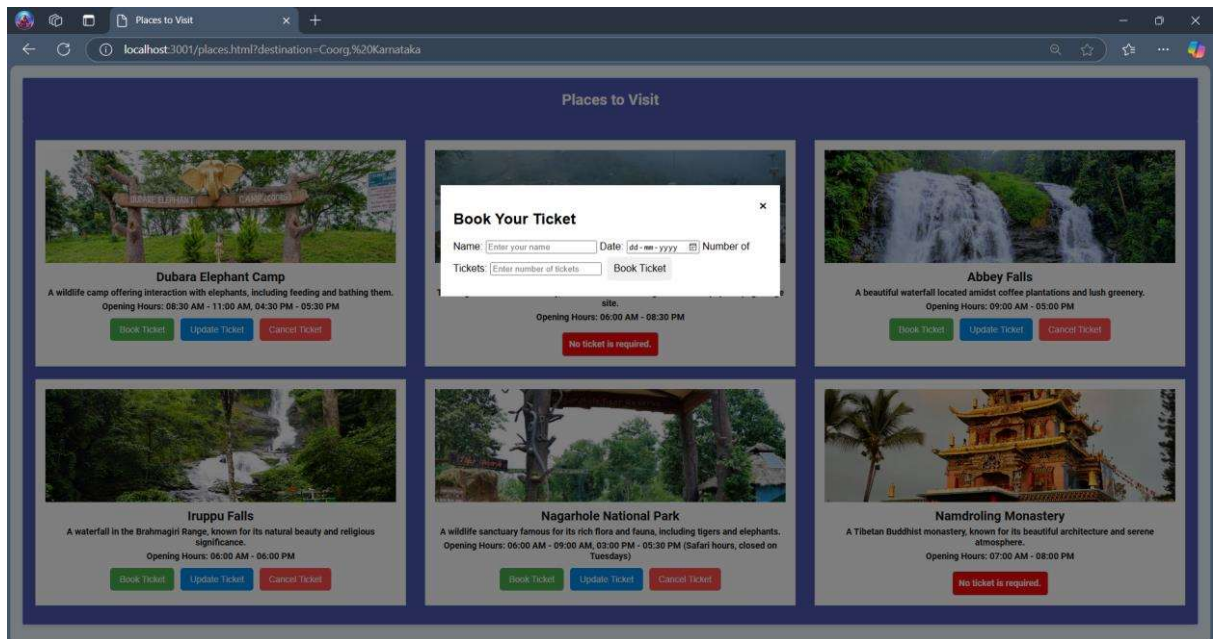 Places to Visit
localhost:3001/places.html?destination=Coorg,%20Karnataka
Places to Visit
DUBARE ELEPHANT CAMP
Dubara Elephant Camp
A wildlife camp offering interaction with elephants, including feeding and bathing them.
Opening Hours: 08:30 AM - 11:00 AM, 04:30 PM - 05:30 PM
Book Ticket Update Ticket Cancel Ticket
Book Your Ticket
×
Name: Enter your name Date: dd-mm-yyyy Number of
Tickets: Enter number of tickets Book Ticket
site.
Opening Hours: 06:00 AM - 08:30 PM
No ticket is required.
Abbey Falls
A beautiful waterfall located amidst coffee plantations and lush greenery.
Opening Hours: 09:00 AM - 05:00 PM
Book Ticket Update Ticket Cancel Ticket
Iruppu Falls
A waterfall in the Brahmagiri Range, known for its natural beauty and religious
significance.
Opening Hours: 06:00 AM - 06:00 PM
Book Ticket Update Ticket Cancel Ticket
Nagarhole National Park
A wildlife sanctuary famous for its rich flora and fauna, including tigers and elephants.
Opening Hours: 06:00 AM - 09:00 AM, 03:00 PM - 05:30 PM (Safari hours, closed on
Tuesdays)
Book Ticket Update Ticket Cancel Ticket
Namdroling Monastery
A Tibetan Buddhist monastery, known for its beautiful architecture and serene
atmosphere.
Opening Hours: 07:00 AM - 08:00 PM
No ticket is required.